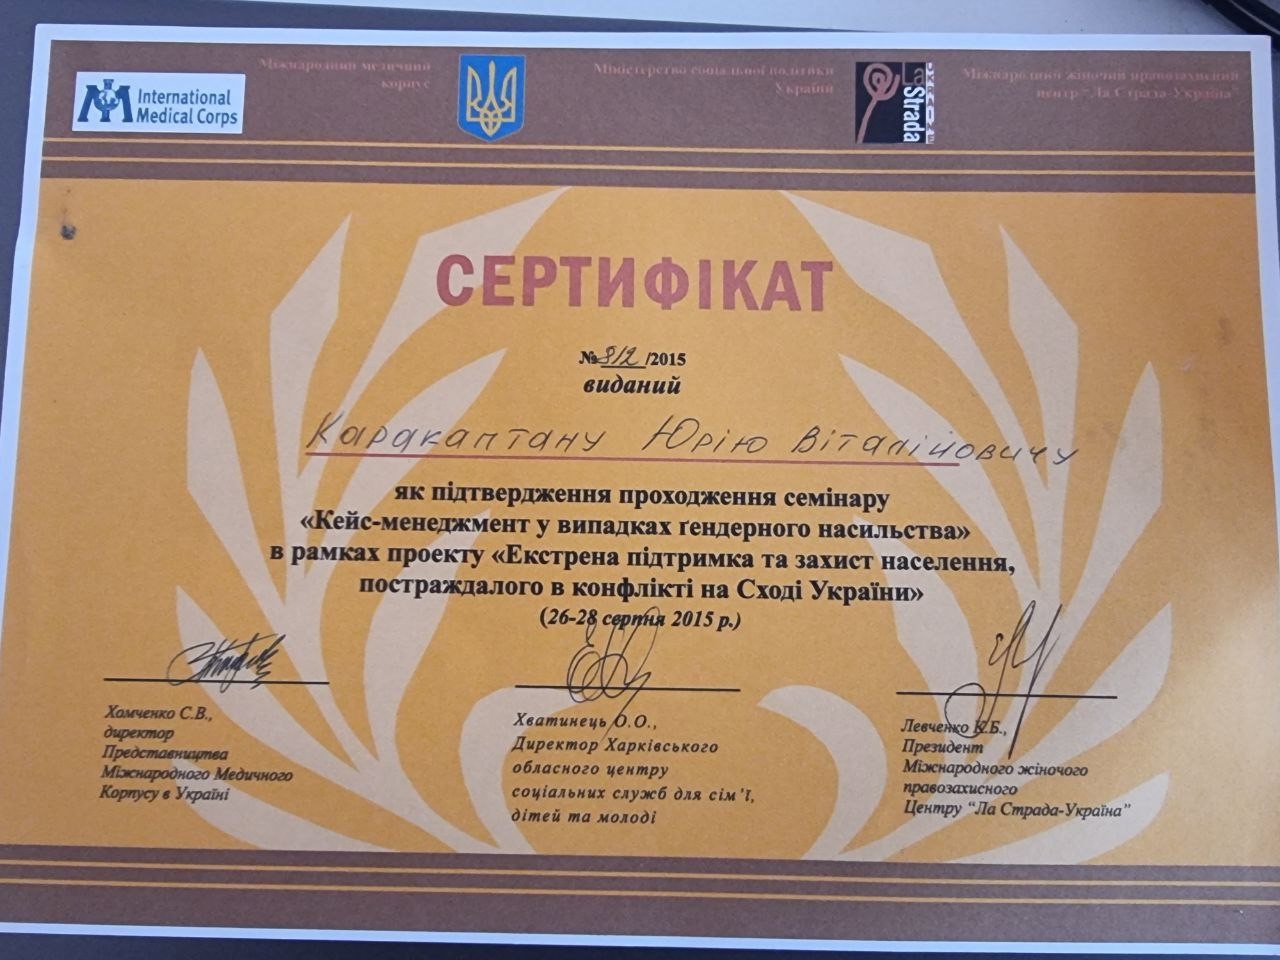 International
Medical Corps
Міжнародний медичний
корпус
Міністерство соціальної політики
України
La
Strada
Міжнародний жіночий правозахисний
центр "Ла Страда-Україна"
СЕРТИФІКАТ
№ 812 /2015
виданий
Каракаптану Юрію Віталійовичу
як підтвердження проходження семінару
«Кейс-менеджмент у випадках ґендерного насильства»
в рамках проекту «Екстрена підтримка та захист населення,
постраждалого в конфлікті на Сході України»
(26-28 серпня 2015 р.)
Хомченко С.В.,
директор
Представництва
Міжнародного Медичного
Корпусу в Україні
Хватинець О.О.,
Директор Харківського
обласного центру
соціальних служб для сім'ї,
дітей та молоді
Левченко К.Б.,
Президент
Міжнародного жіночого
правозахисного
Центру "Ла Страда-Україна"